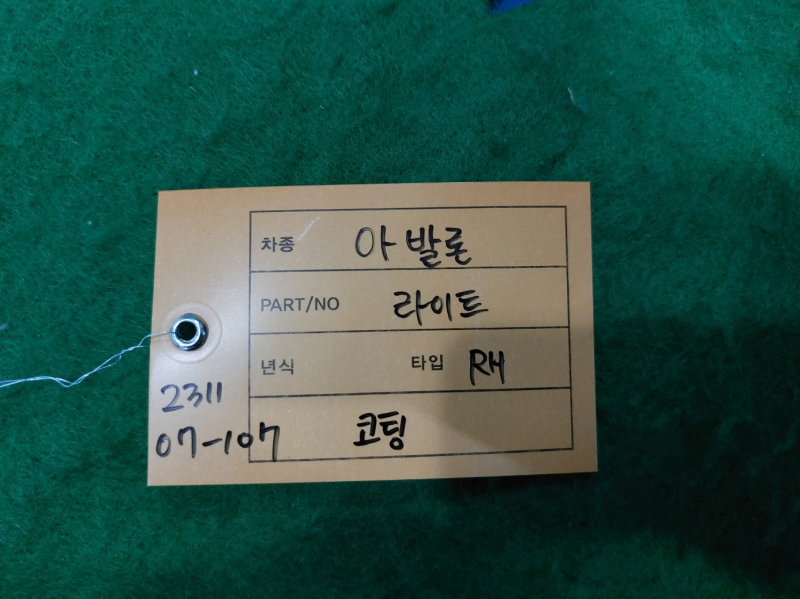 차종 아발론
PART/NO 라이트
년식 타입 RH
코팅
2311
07-107